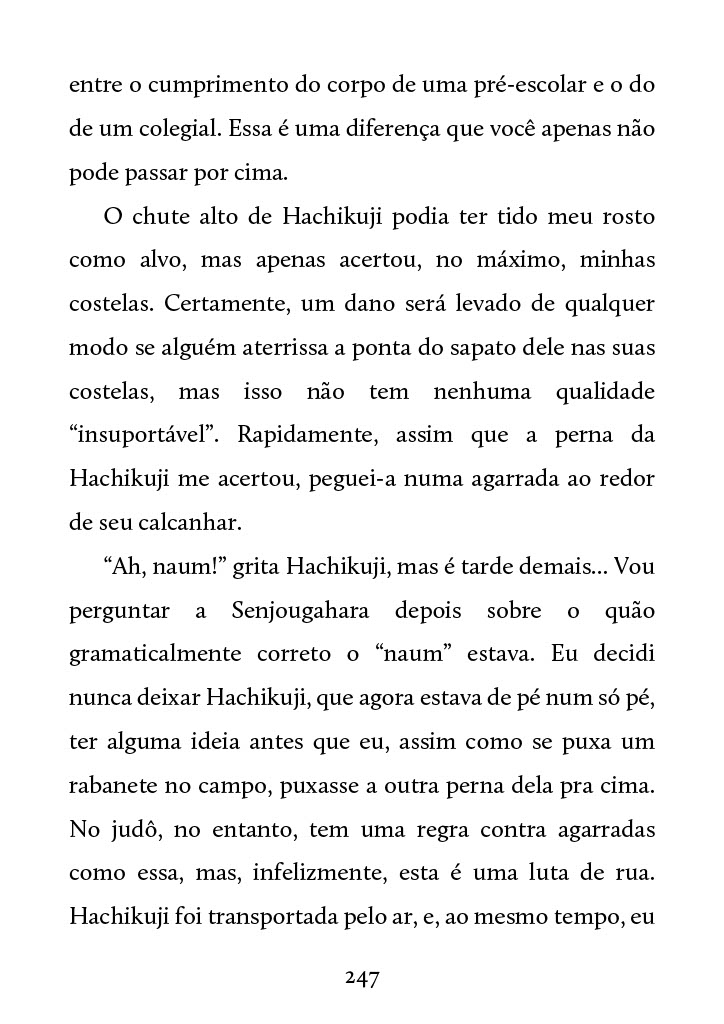 entre o cumprimento do corpo de uma pré-escolar e o do
de um colegial. Essa é uma diferença que você apenas não
pode passar por cima.
O chute alto de Hachikuji podia ter tido meu rosto
como alvo, mas apenas acertou, no máximo, minhas
costelas. Certamente, um dano será levado de qualquer
modo se alguém aterrissa a ponta do sapato dele nas suas
costelas, mas isso não tem nenhuma qualidade
“insuportável”. Rapidamente, assim que a perna da
Hachikuji me acertou, peguei-a numa agarrada ao redor
de seu calcanhar.
“Ah, naum!” grita Hachikuji, mas é tarde demais... Vou
perguntar a Senjougahara depois sobre o quão
gramaticalmente correto o “naum” estava. Eu decidi
nunca deixar Hachikuji, que agora estava de pé num só pé,
ter alguma ideia antes que eu, assim como se puxa um
rabanete no campo, puxasse a outra perna dela pra cima.
No judô, no entanto, tem uma regra contra agarradas
como essa, mas, infelizmente, esta é uma luta de rua.
Hachikuji foi transportada pelo ar, e, ao mesmo tempo, eu
247